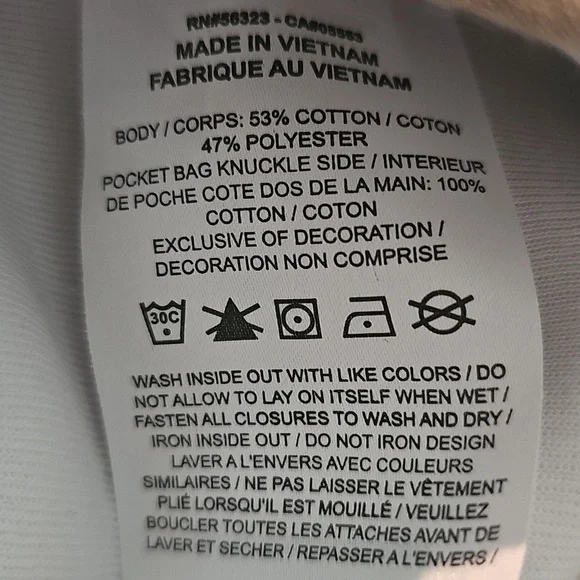 RN#56323 - CA#05553
MADE IN VIETNAM
FABRIQUE AU VIETNAM
BODY / CORPS: 53% COTTON / COTON
47% POLYESTER
POCKET BAG KNUCKLE SIDE / INTERIEUR
DE POCHE COTE DOS DE LA MAIN: 100%
COTTON / COTON
EXCLUSIVE OF DECORATION /
DECORATION NON COMPRISE
30C
WASH INSIDE OUT WITH LIKE COLORS / DO
NOT ALLOW TO LAY ON ITSELF WHEN WET /
FASTEN ALL CLOSURES TO WASH AND DRY /
IRON INSIDE OUT / DO NOT IRON DESIGN
LAVER A L'ENVERS AVEC COULEURS
SIMILAIRES / NE PAS LAISSER LE VÊTEMENT
PLIÉ LORSQU'IL EST MOUILLÉ / VEUILLEZ
BOUCLER TOUTES LES ATTACHES AVANT DE
LAVER ET SECHER / REPASSER A L'ENVERS /